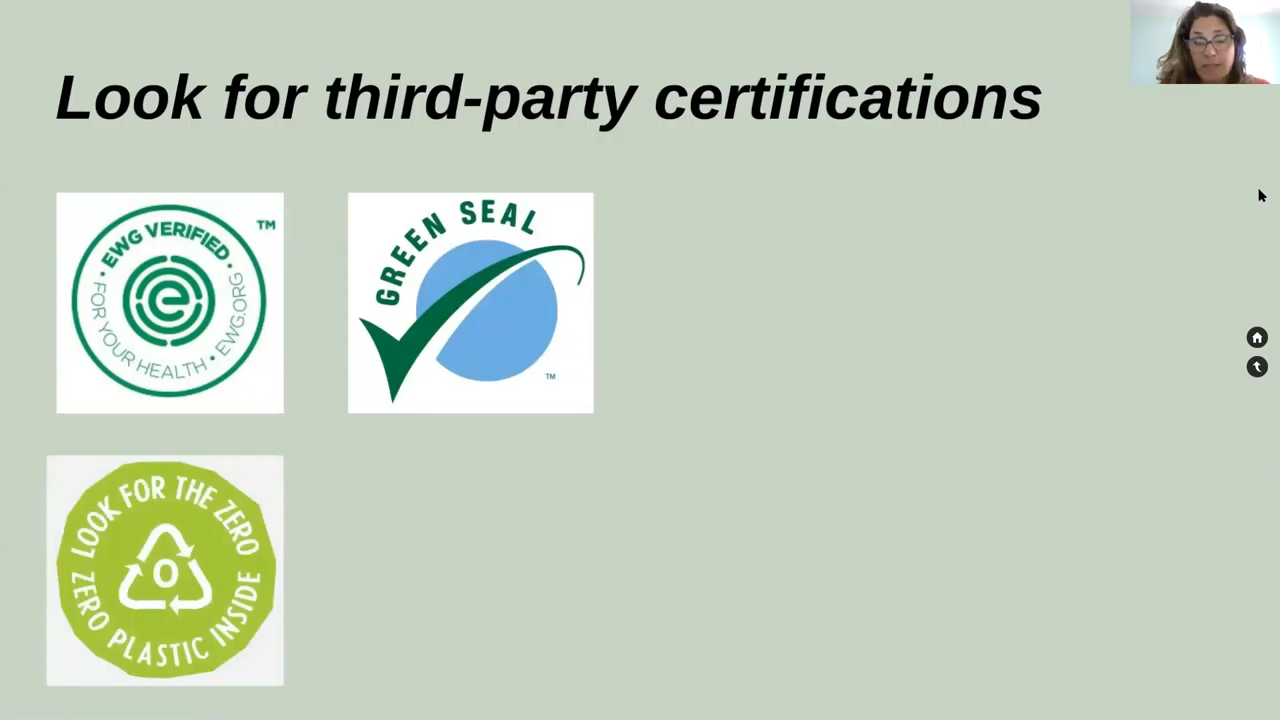 Look for third-party certifications
• EWG VERIFIED •
FOR YOUR HEALTH • EWG.ORG
TM
GREEN SEAL
TM
LOOK FOR THE ZERO
0
ZERO PLASTIC INSIDE